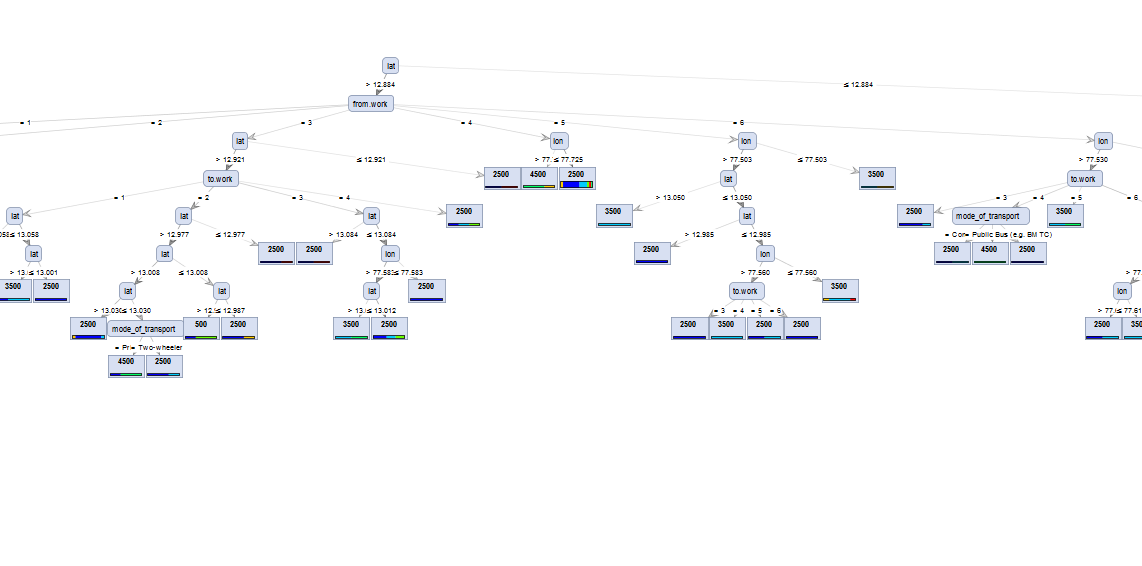 lat
> 12.884
≤ 12.884
from.work
= 1
= 2
= 3
= 4
= 5
= 6
lat
lon
lon
lon
> 12.921
≤ 12.921
> 77.
≤ 77.725
> 77.503
≤ 77.503
> 77.530
to.work
2500
4500
2500
lat
3500
to.work
= 1
= 2
= 3
= 4
> 13.050
≤ 13.050
= 3
= 4
= 5
= 6
lat
lat
lat
2500
3500
lat
2500
mode_of_transport
3500
≤ 13.058
> 12.977
≤ 12.977
> 13.084
≤ 13.084
> 12.985
≤ 12.985
= Public Bus (e.g. BMTC)
lat
lat
2500
2500
lon
2500
lon
2500
4500
2500
≤ 13.001
> 13.008
≤ 13.008
≤ 77.583
> 77.560
≤ 77.560
> 77.
3500
2500
lat
lat
lat
2500
to.work
3500
lon
≤ 13.030
≤ 12.987
≤ 13.012
= 3
= 4
= 5
= 6
2500
mode_of_transport
500
2500
3500
2500
2500
3500
2500
2500
2500
= Two-wheeler
4500
2500